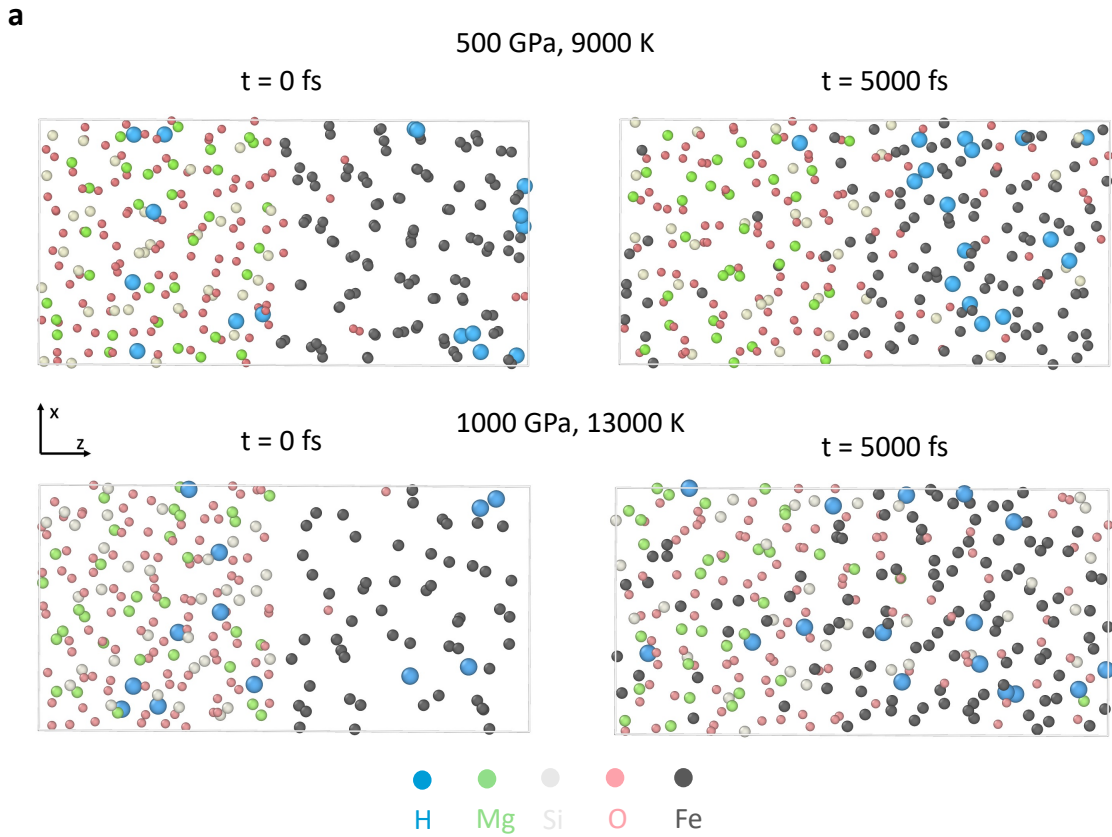 a
500 GPa, 9000 K
t = 0 fs
t = 5000 fs
x
z
1000 GPa, 13000 K
t = 0 fs
t = 5000 fs
H Mg Si O Fe